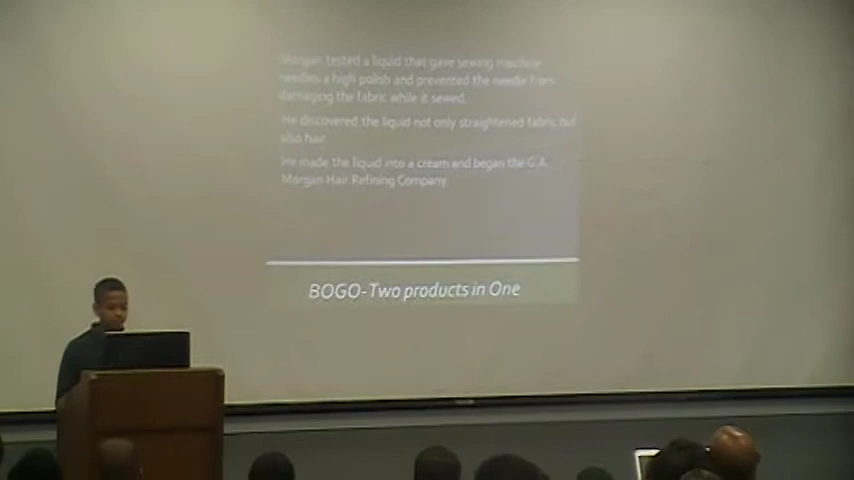 Morgan tested a liquid that gave sewing machine
needles a high polish and prevented the needle from
damaging the fabric while it sewed.
He discovered the liquid not only straightened fabric but
also hair.
He made the liquid into a cream and began the G.A.
Morgan Hair Refining Company.
BOGO-Two products in One